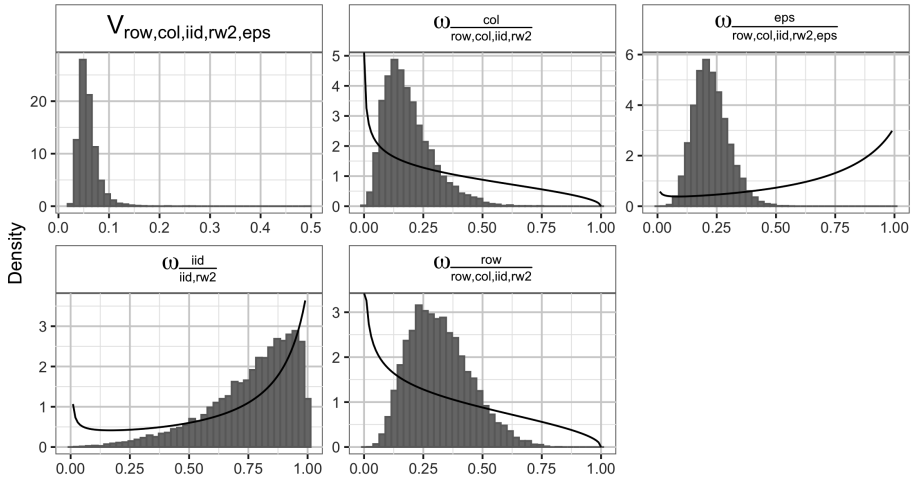 V row,col,iid,rw2,eps
ω col
row,col,iid,rw2
ω eps
row,col,iid,rw2,eps
20
10
0
0.0 0.1 0.2 0.3 0.4 0.5
5
4
3
2
1
0
0.00 0.25 0.50 0.75 1.00
6
4
2
0
0.00 0.25 0.50 0.75 1.00
Density
ω iid
iid,rw2
ω row
row,col,iid,rw2
3
2
1
0
0.00 0.25 0.50 0.75 1.00
3
2
1
0
0.00 0.25 0.50 0.75 1.00